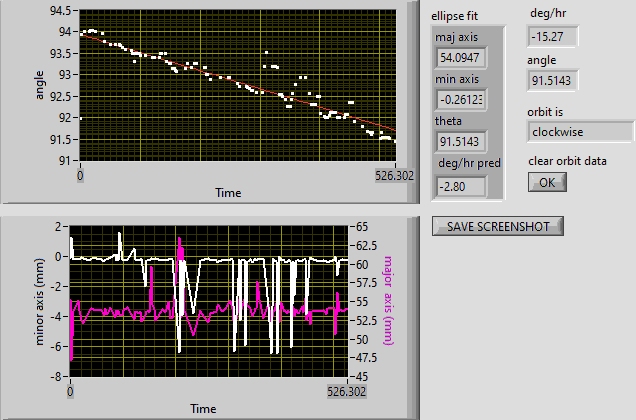 94.5
94
93.5
93
92.5
92
91.5
91
angle
0
526.302
Time
ellipse fit
maj axis
54.0947
min axis
-0.26123
theta
91.5143
deg/hr pred
-2.80
deg/hr
-15.27
angle
91.5143
orbit is
clockwise
clear orbit data
OK
SAVE SCREENSHOT
2
0
-2
-4
-6
-8
minor axis (mm)
65
62.5
60
57.5
55
52.5
50
47.5
45
major axis (mm)
0
526.302
Time